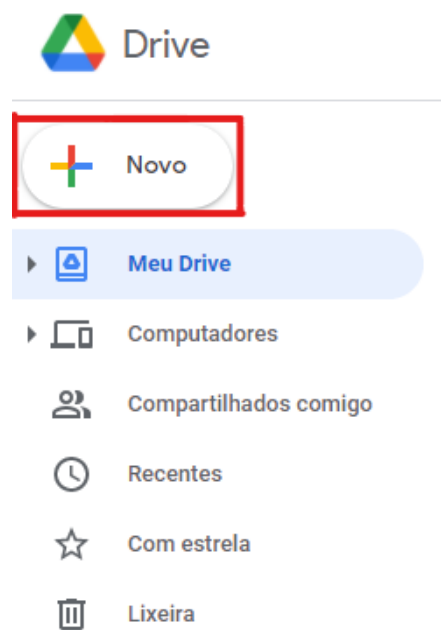 Drive
Novo
Meu Drive
Computadores
Compartilhados comigo
Recentes
Com estrela
Lixeira